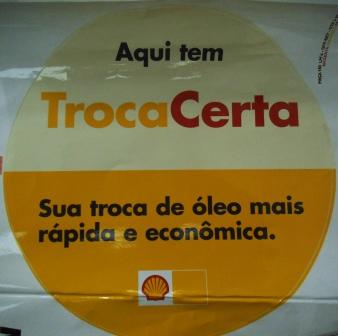 Aqui tem
TrocaCerta
Sua troca de óleo mais
rápida e econômica.